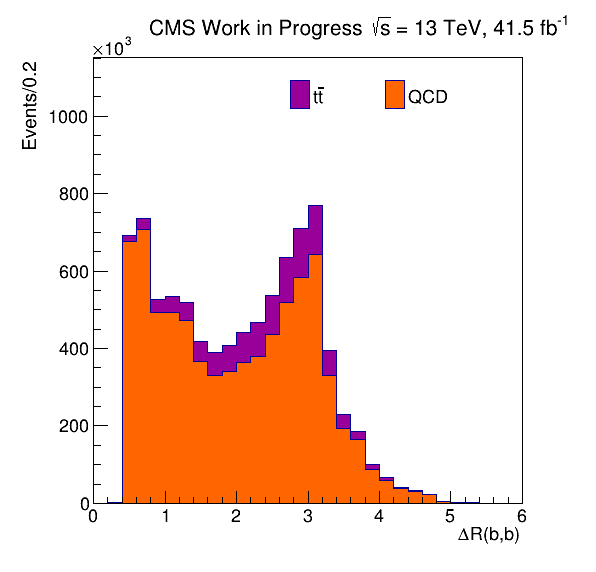 CMS Work in Progress √s = 13 TeV, 41.5 fb⁻¹
×10³
Events/0.2
tt̄
QCD
1000
800
600
400
200
0
0 1 2 3 4 5 6
ΔR(b,b)